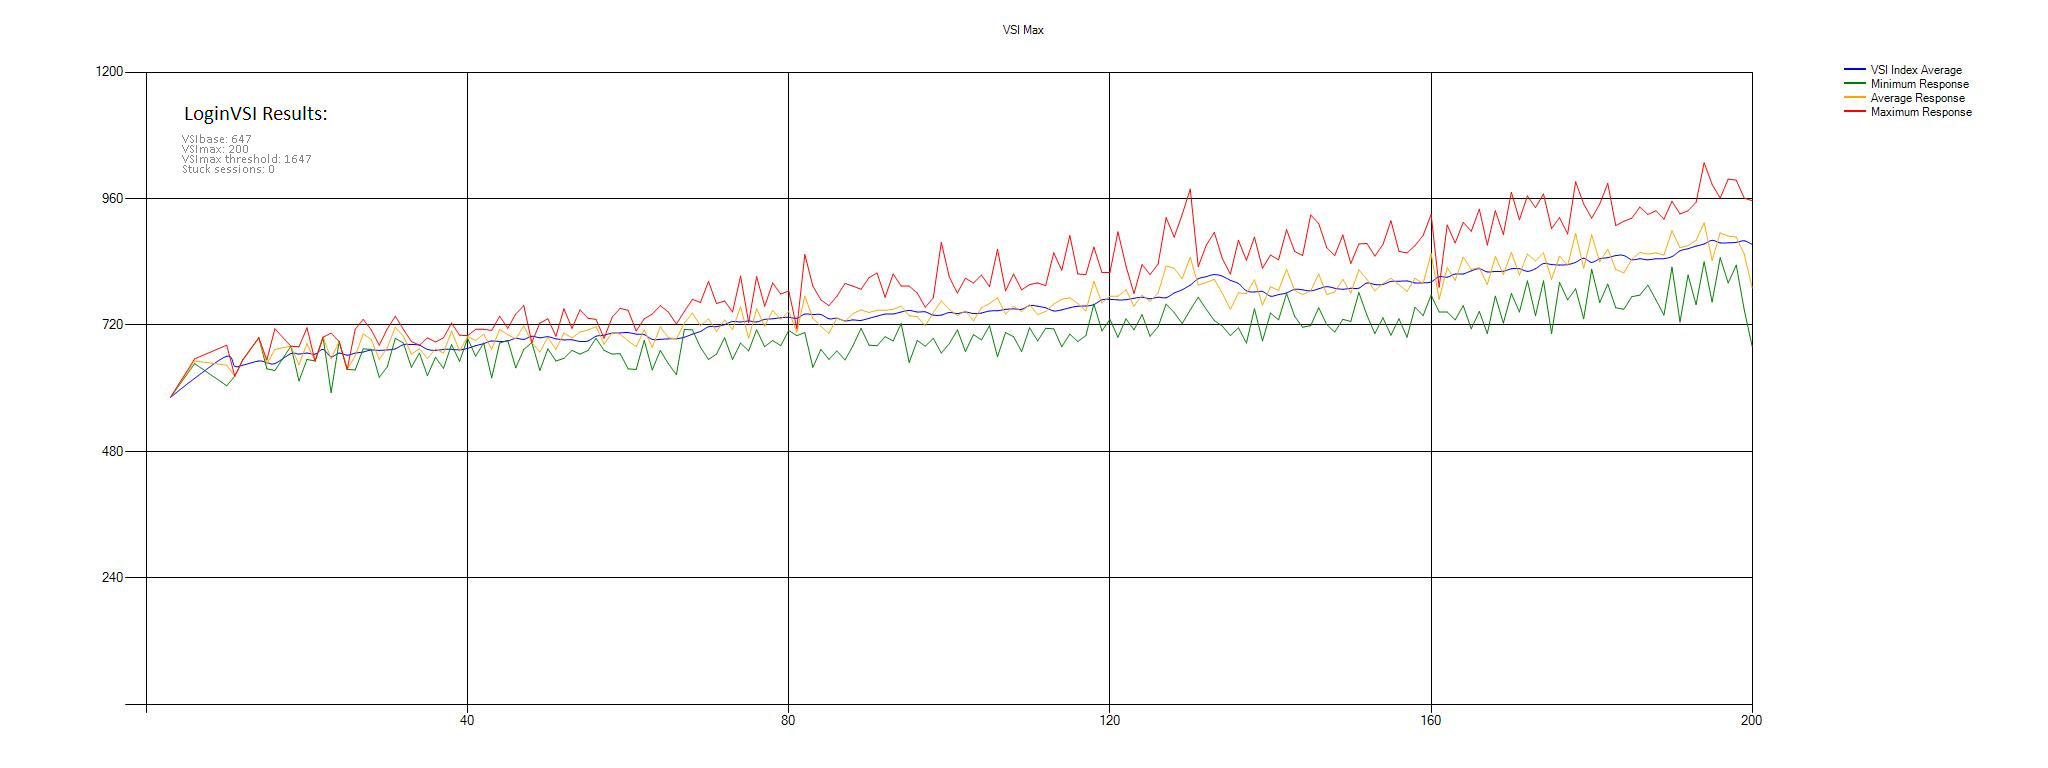 VSI Max
1200
960
720
480
240
LoginVSI Results:
VSIbase: 647
VSImax: 200
VSImax threshold: 1647
Stuck sessions: 0
VSI Index Average
Minimum Response
Average Response
Maximum Response
40
80
120
160
200